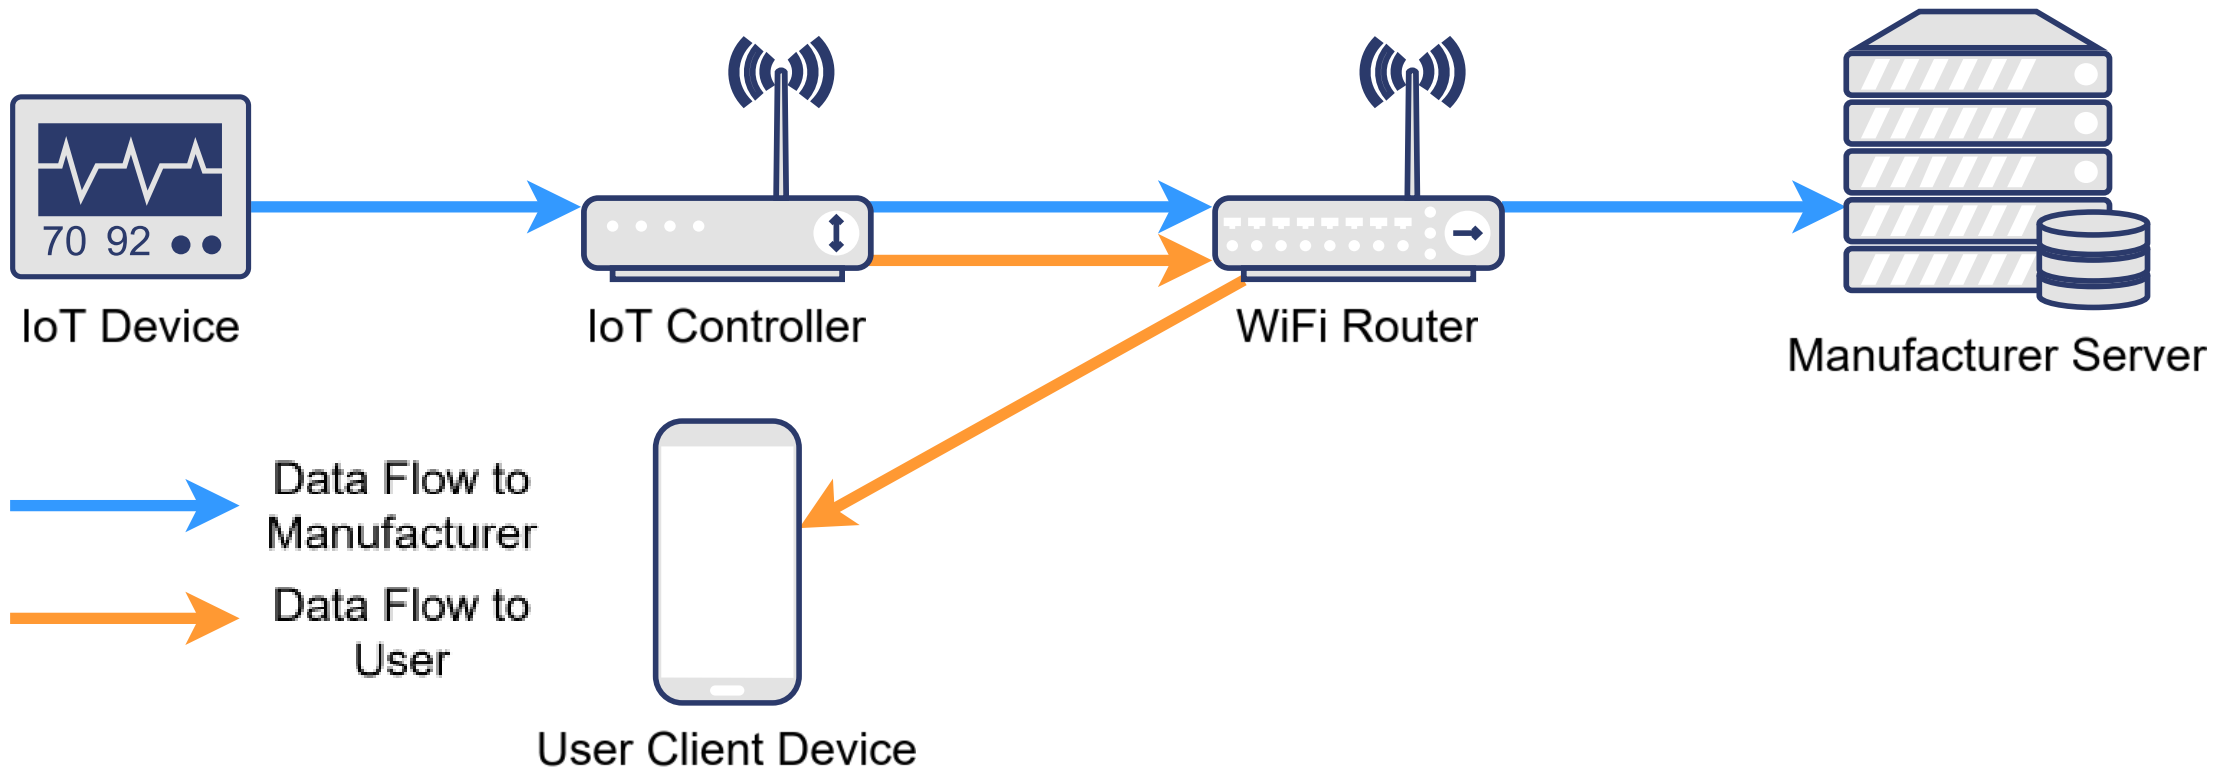 70 92
IoT Device
IoT Controller
WiFi Router
Manufacturer Server
Data Flow to
Manufacturer
Data Flow to
User
User Client Device